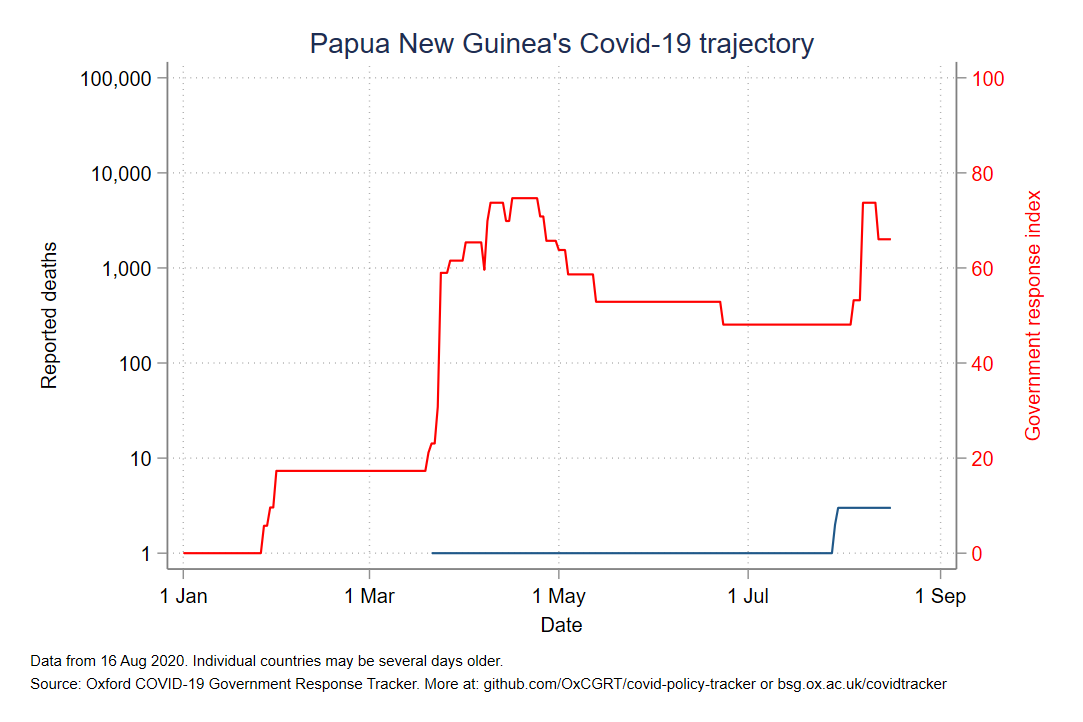 Papua New Guinea's Covid-19 trajectory
100,000
10,000
1,000
100
10
1
Reported deaths
100
80
60
40
20
0
Government response index
1 Jan
1 Mar
1 May
1 Jul
1 Sep
Date
Data from 16 Aug 2020. Individual countries may be several days older.
Source: Oxford COVID-19 Government Response Tracker. More at: github.com/OxCGRT/covid-policy-tracker or bsg.ox.ac.uk/covidtracker